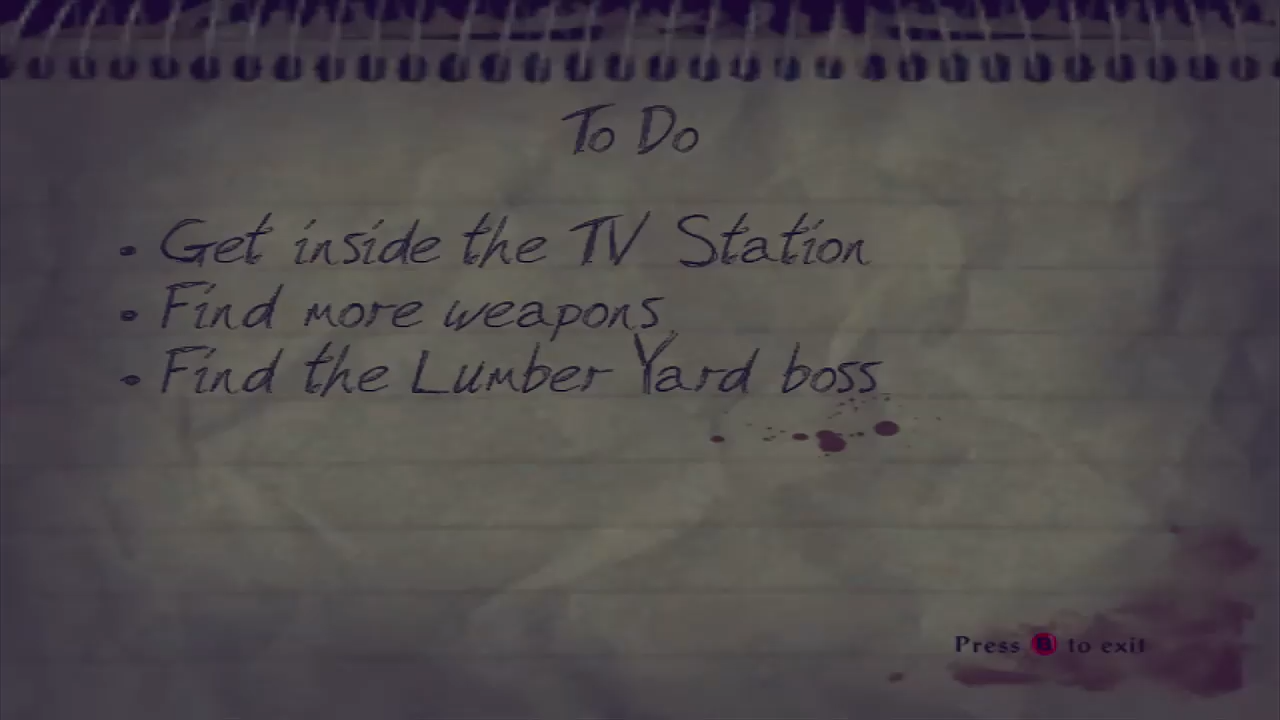 To Do
• Get inside the TV Station
• Find more weapons
• Find the Lumber Yard boss
Press B to exit